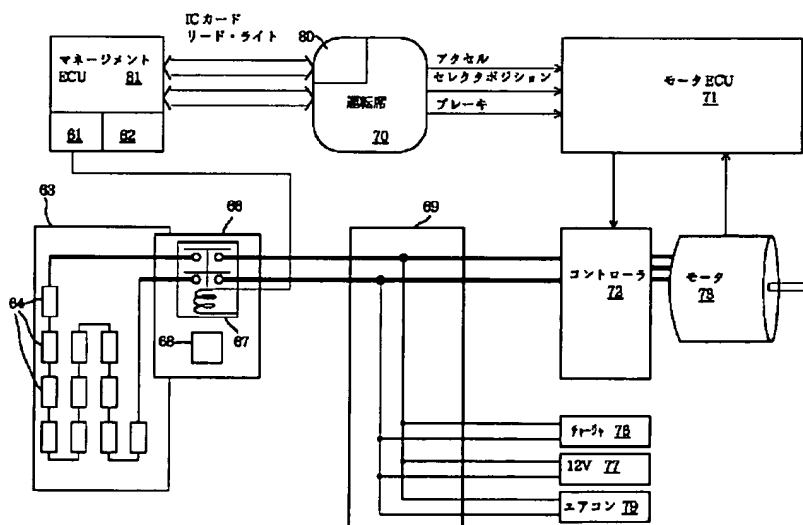 ICカード
リード・ライト
80
マネージメント
ECU 81
61 62
運転席
70
アクセル
セレクタポジション
ブレーキ
モータECU
71
63
66
69
64
68
67
コントローラ
72
モータ
73
チャージャ 76
12V 77
エアコン 79